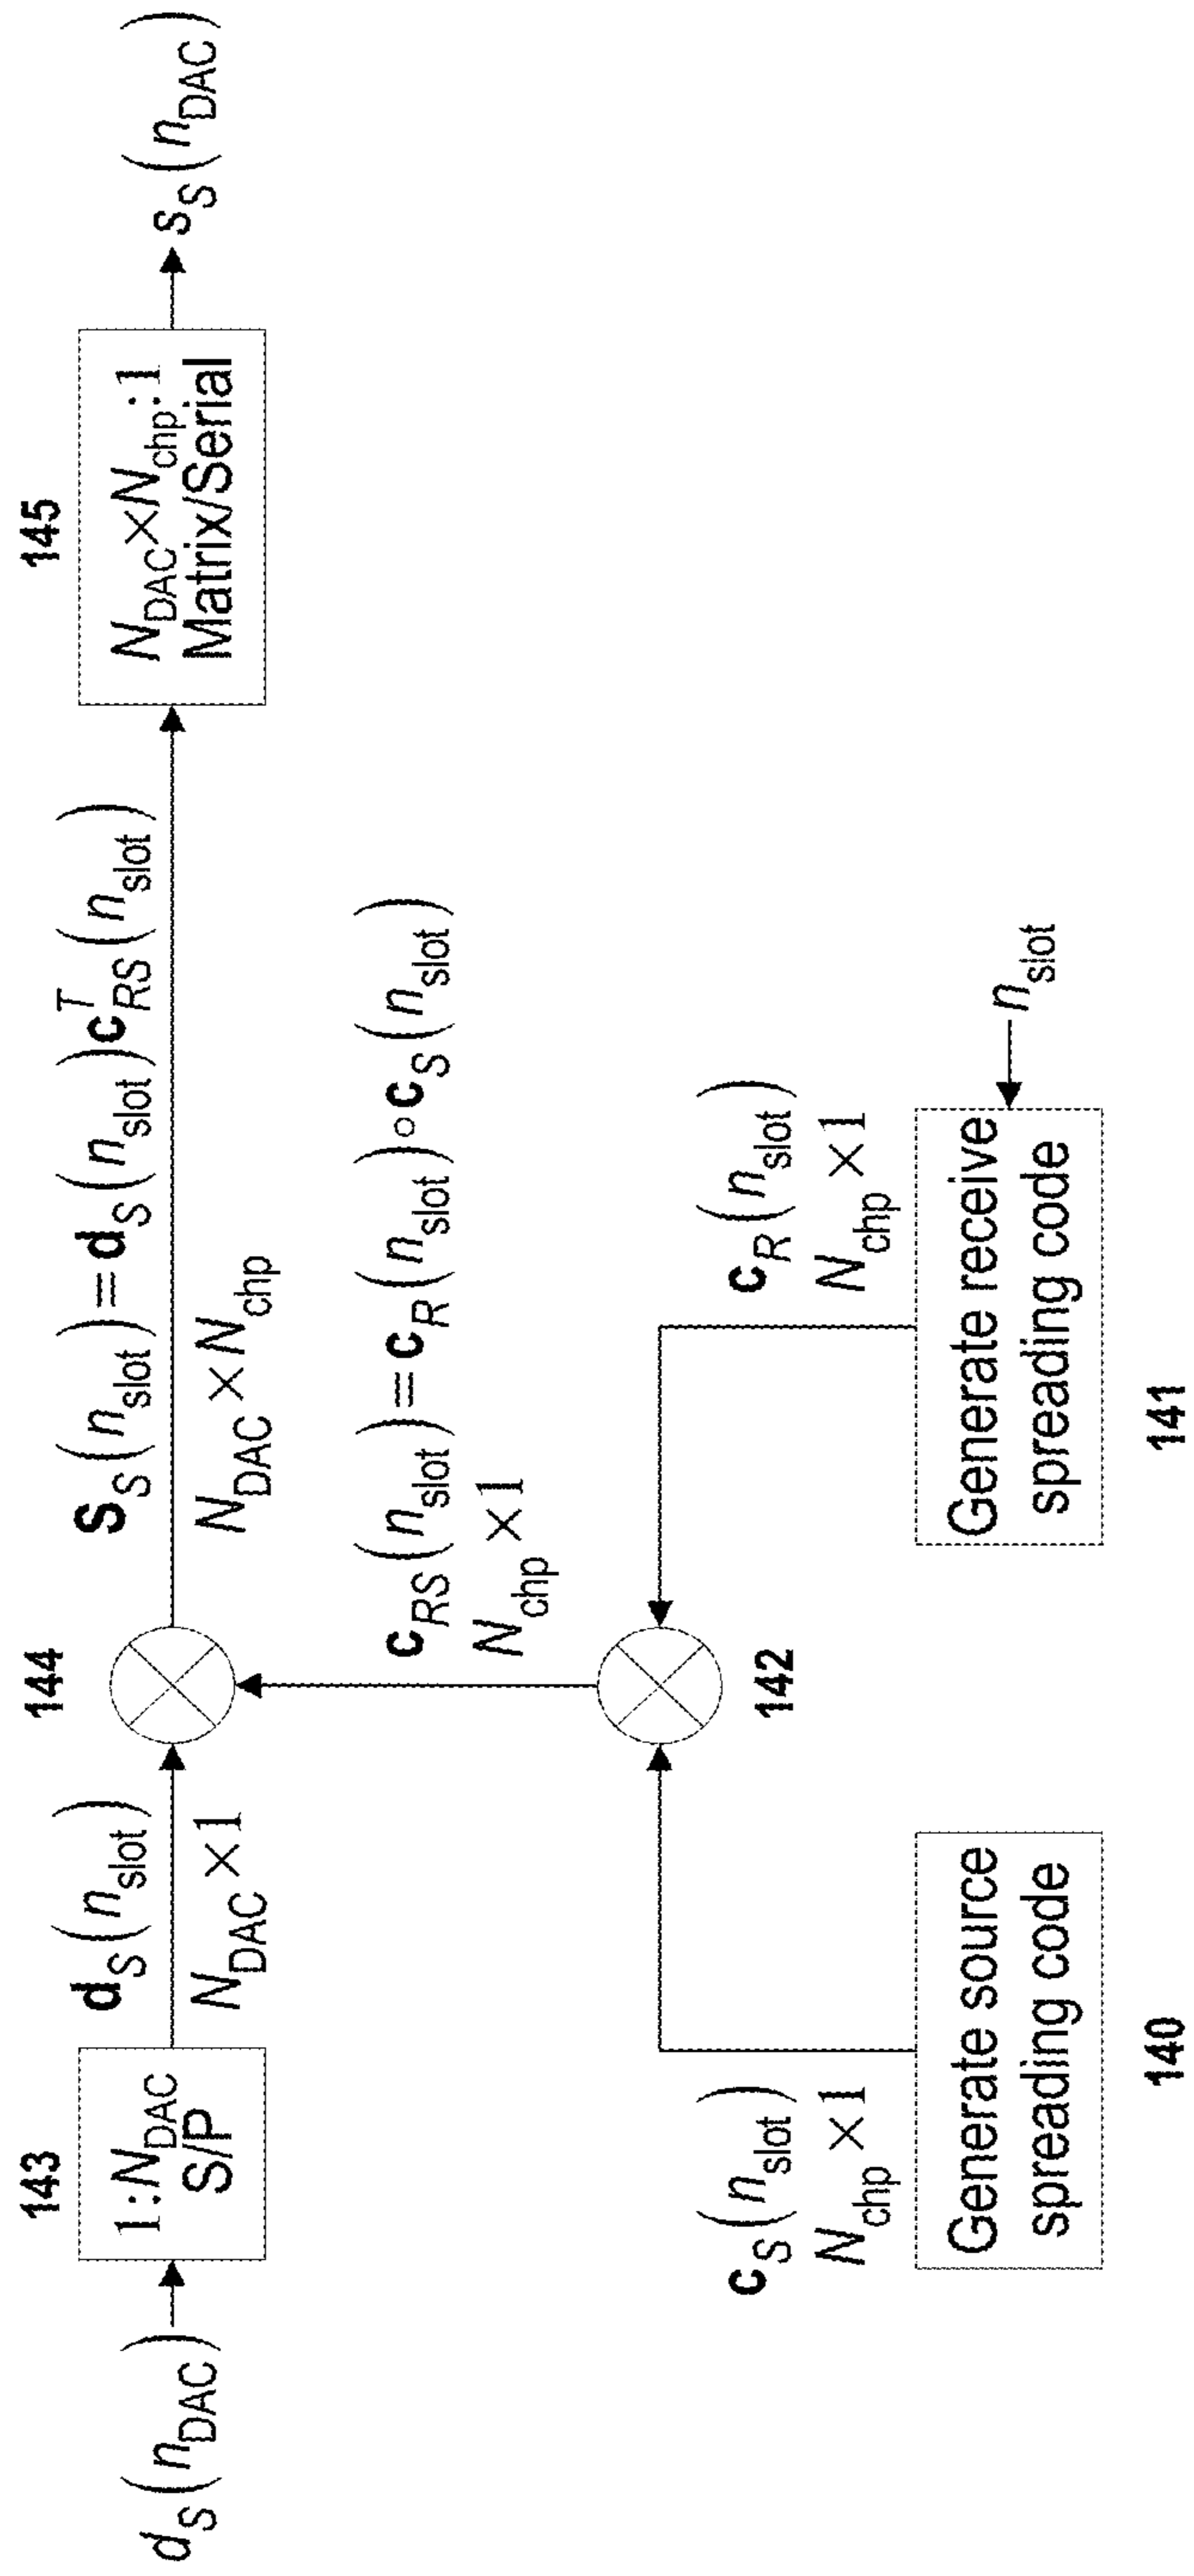 143
144
145
d_S(n_DAC)
1:N_DAC
S/P
d_S(n_slot)
N_DAC×1
S_S(n_slot)=d_S(n_slot)c_RS^T(n_slot)
N_DAC×N_chp
N_DAC×N_chp:1
Matrix/Serial
s_S(n_DAC)
c_RS(n_slot)=c_R(n_slot)∘c_S(n_slot)
N_chp×1
142
c_S(n_slot)
N_chp×1
c_R(n_slot)
N_chp×1
Generate source
spreading code
140
Generate receive
spreading code
141
n_slot